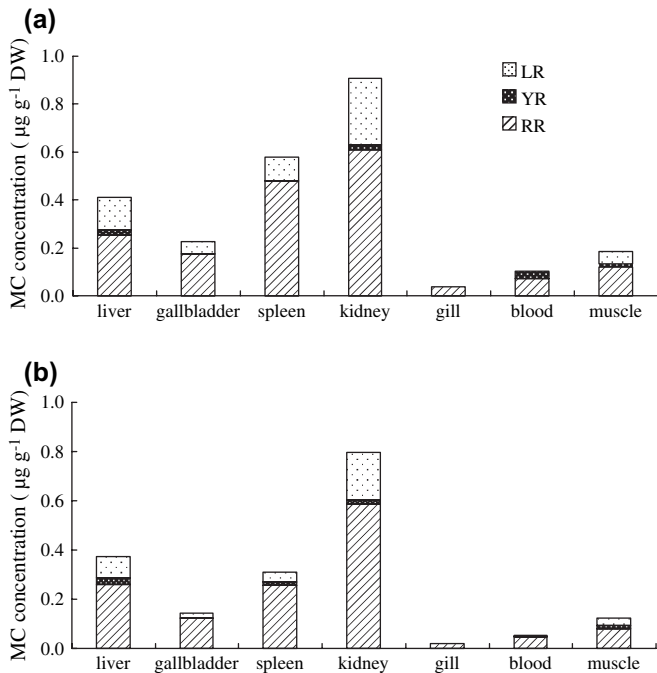 (a)
MC concentration ( µg g-1 DW)
1.0
0.8
0.6
0.4
0.2
0.0
LR
YR
RR
liver gallbladder spleen kidney gill blood muscle
(b)
MC concentration ( µg g-1 DW)
1.0
0.8
0.6
0.4
0.2
0.0
liver gallbladder spleen kidney gill blood muscle